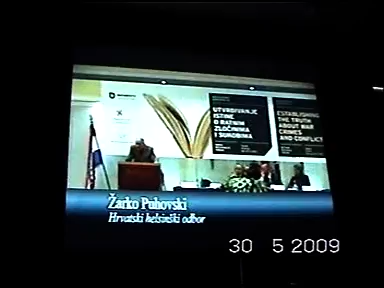 UTVRĐIVANJE
ISTINE
O RATNIM
ZLOČINIMA
I SUKOBIMA
ESTABLISHING
THE TRUTH
ABOUT WAR
CRIMES
AND CONFLICT
Žarko Puhovski
Hrvatski helsinški odbor
30 5 2009